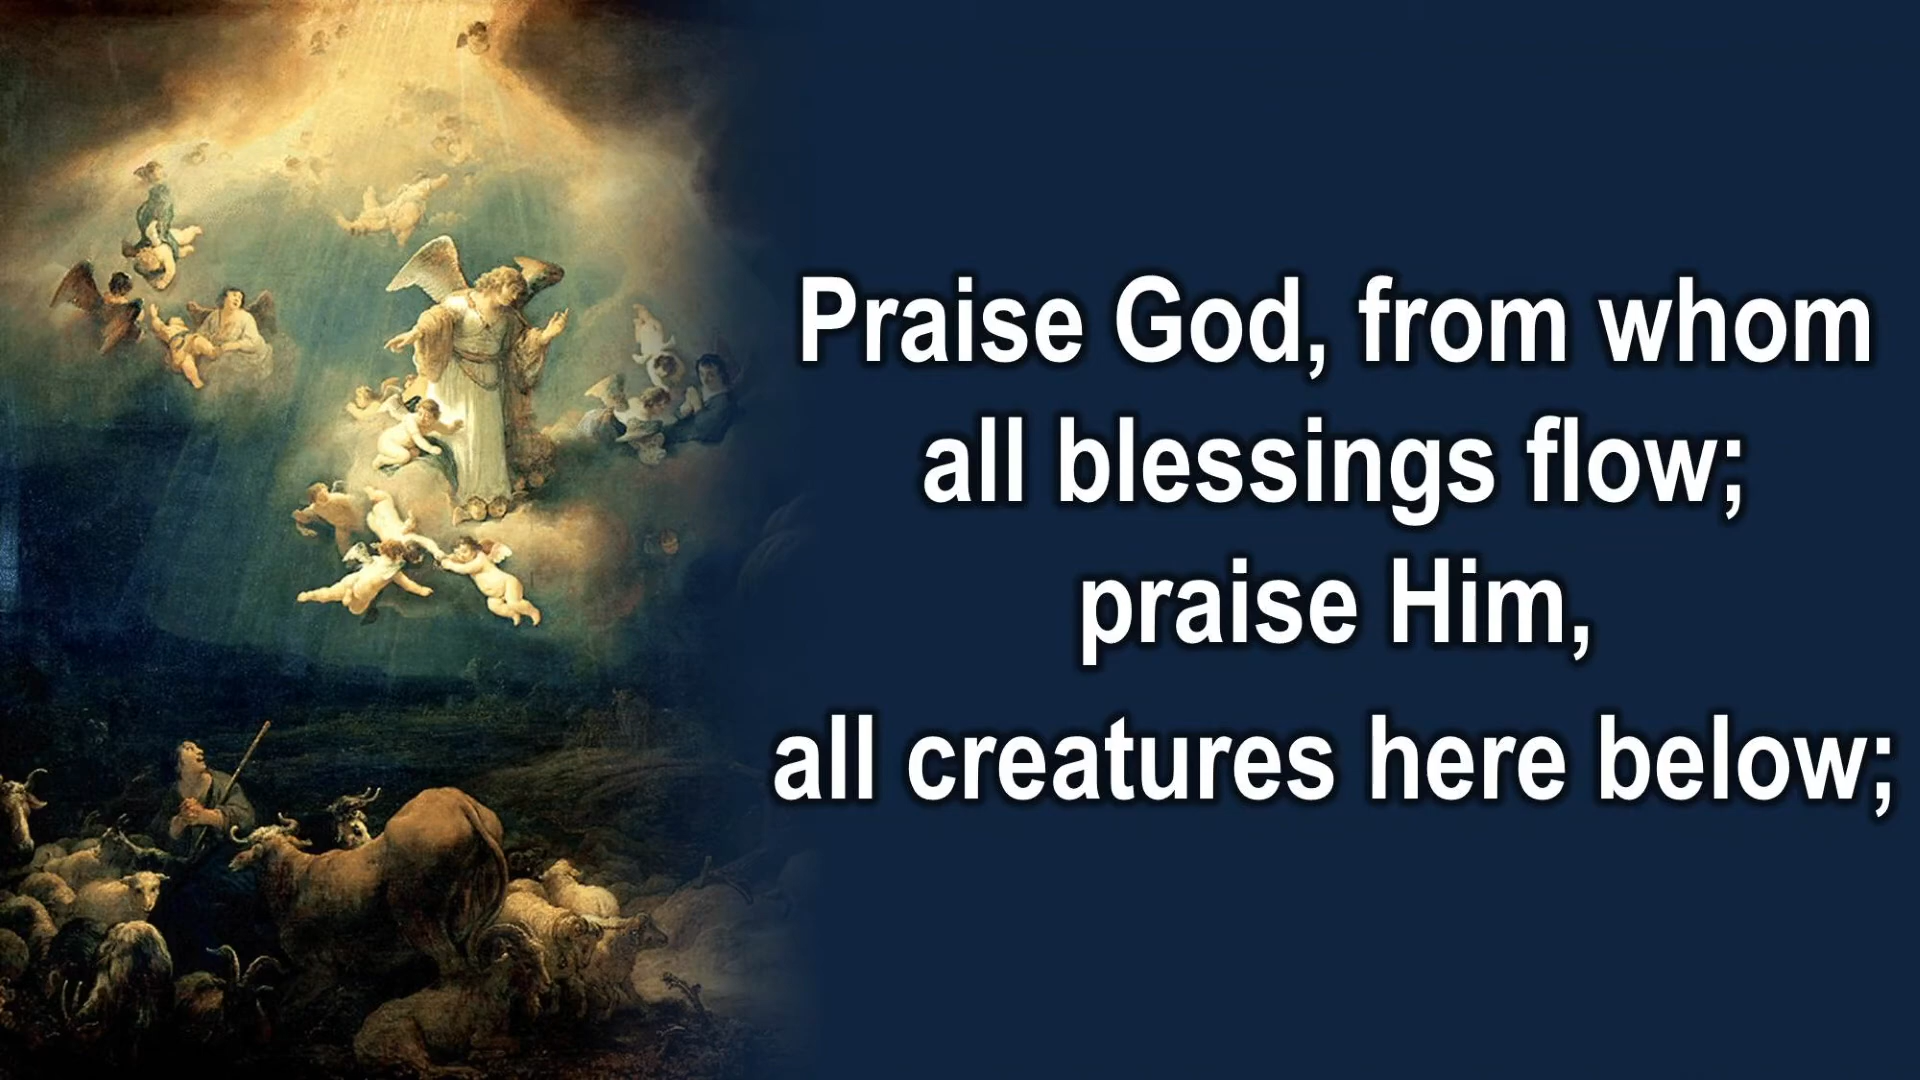 Praise God, from whom
all blessings flow;
praise Him,
all creatures here below;